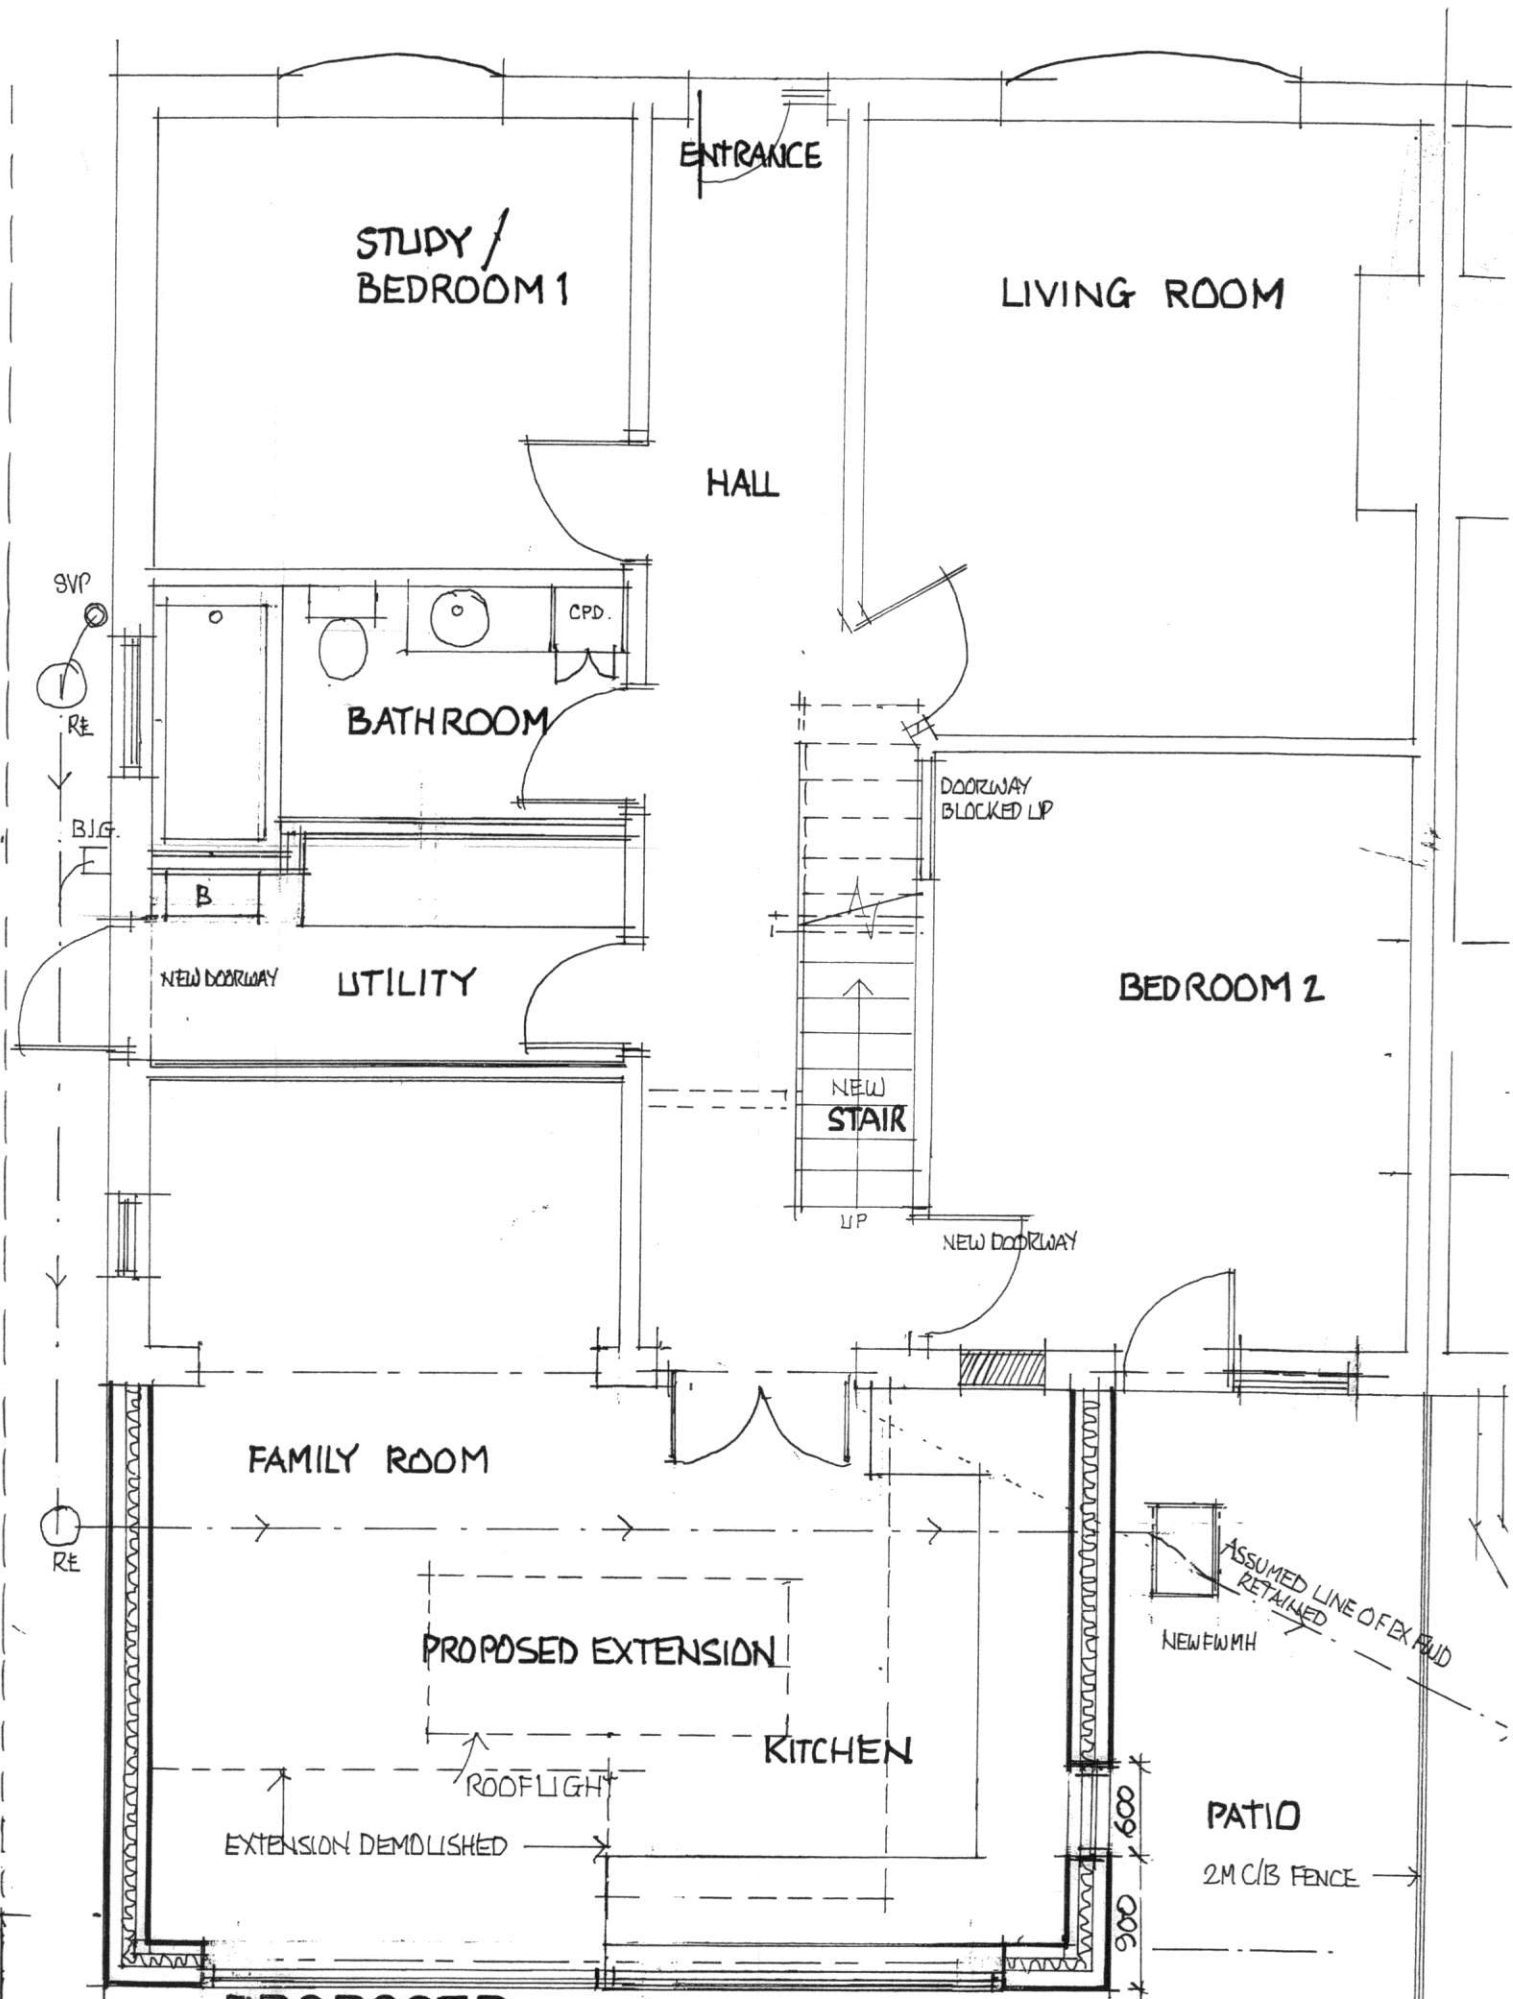 ENTRANCE
STUDY /
BEDROOM 1
LIVING ROOM
HALL
SVP
CPD.
RE
BATHROOM
DOORWAY
BLOCKED UP
B.I.G.
B
NEW DOORWAY
UTILITY
BEDROOM 2
NEW
STAIR
UP
NEW DOORWAY
FAMILY ROOM
RE
ASSUMED LINE OF EX FWD
RETAINED
NEW FWMH
PROPOSED EXTENSION
KITCHEN
ROOFLIGHT
600
PATIO
EXTENSION DEMOLISHED
2M C/B FENCE
900